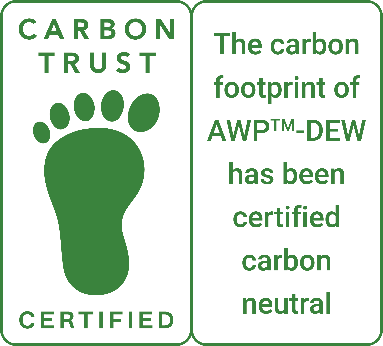 CARBON
TRUST
CERTIFIED
The carbon
footprint of
AWP™-DEW
has been
certified
carbon
neutral